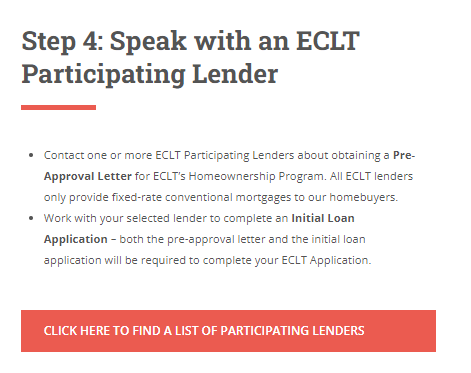 Step 4: Speak with an ECLT
Participating Lender
• Contact one or more ECLT Participating Lenders about obtaining a Pre-
Approval Letter for ECLT's Homeownership Program. All ECLT lenders
only provide fixed-rate conventional mortgages to our homebuyers.
• Work with your selected lender to complete an Initial Loan
Application – both the pre-approval letter and the initial loan
application will be required to complete your ECLT Application.
CLICK HERE TO FIND A LIST OF PARTICIPATING LENDERS